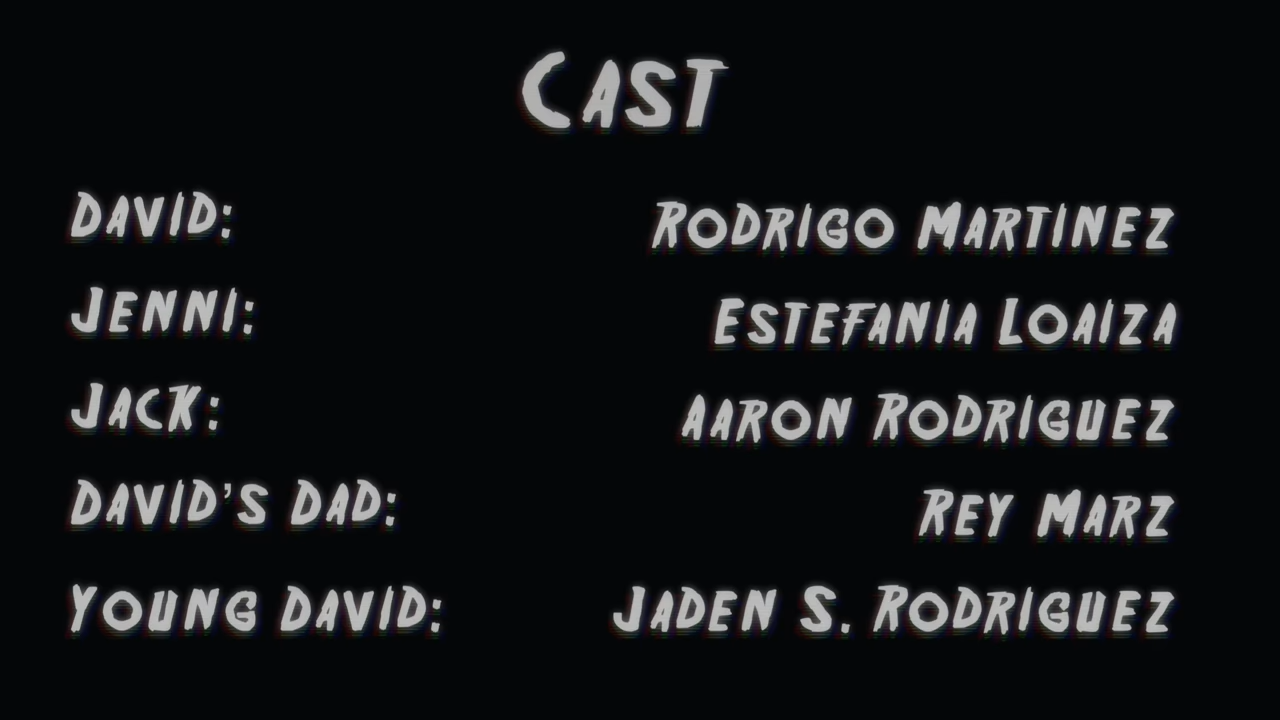 CAST
DAVID: RODRIGO MARTINEZ
JENNI: ESTEFANIA LOAIZA
JACK: AARON RODRIGUEZ
DAVID'S DAD: REY MARZ
YOUNG DAVID: JADEN S. RODRIGUEZ